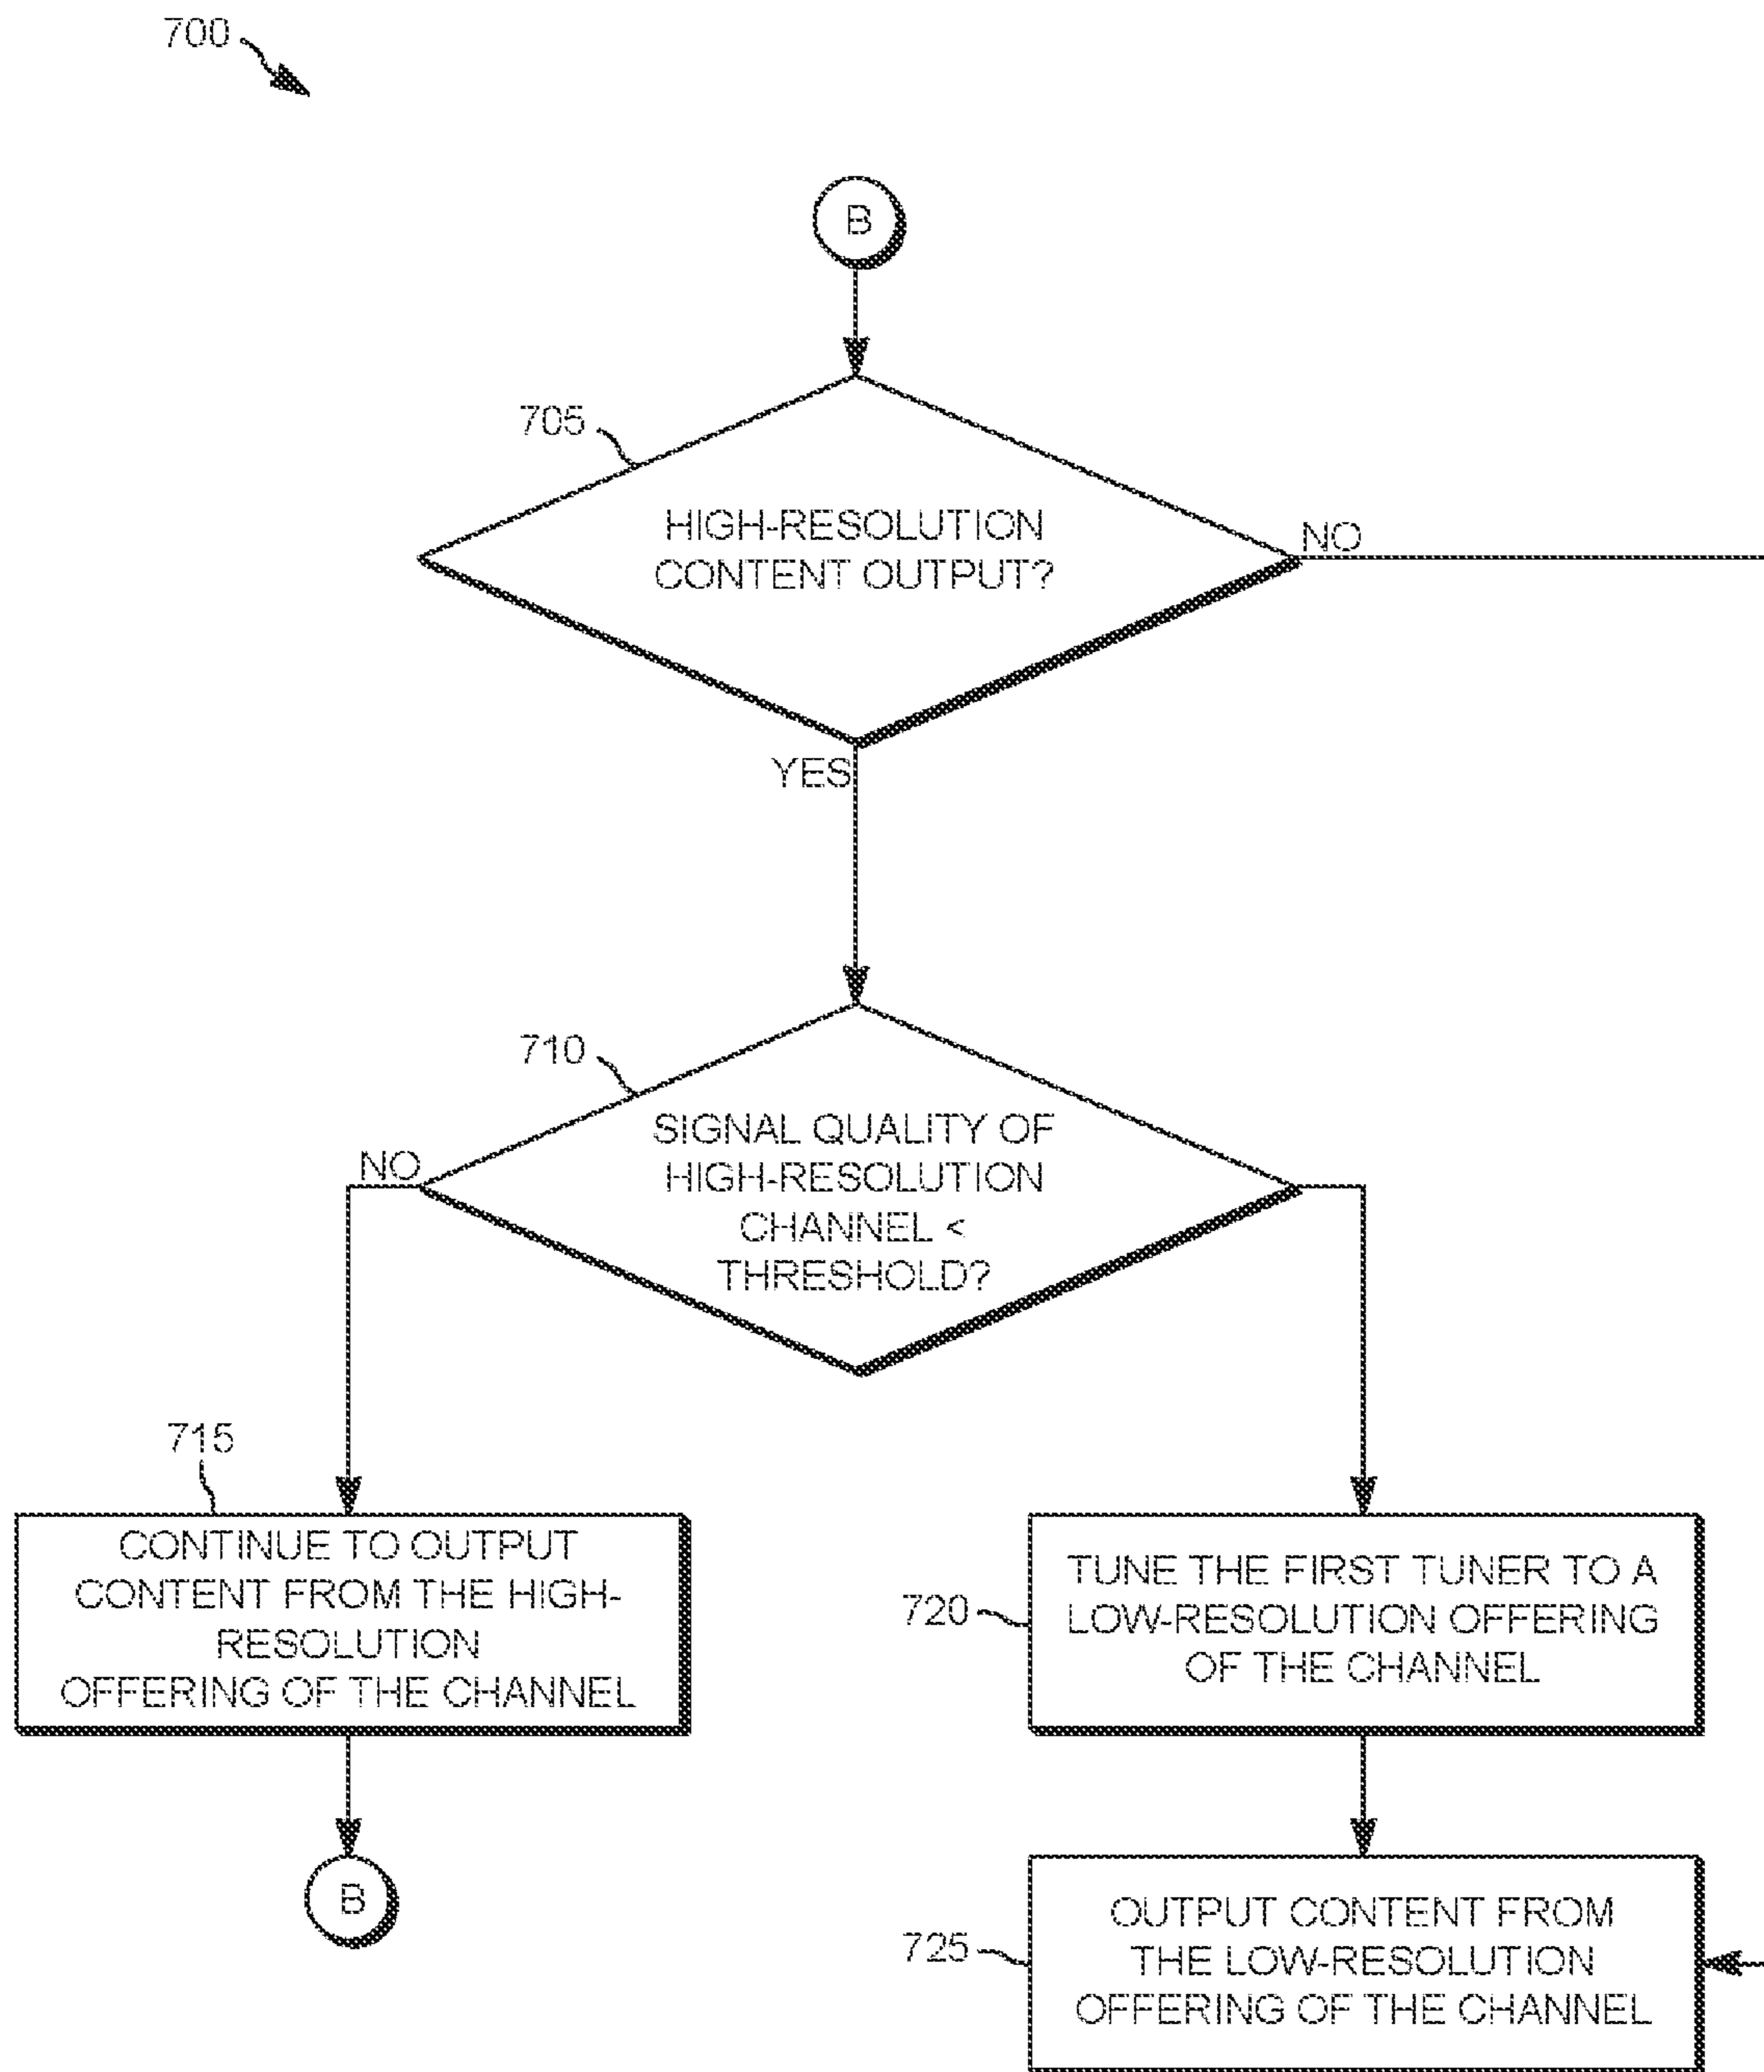 700
B
705
HIGH-RESOLUTION
CONTENT OUTPUT?
NO
YES
710
SIGNAL QUALITY OF
HIGH-RESOLUTION
CHANNEL <
THRESHOLD?
NO
715
CONTINUE TO OUTPUT
CONTENT FROM THE HIGH-
RESOLUTION
OFFERING OF THE CHANNEL
720
TUNE THE FIRST TUNER TO A
LOW-RESOLUTION OFFERING
OF THE CHANNEL
B
725
OUTPUT CONTENT FROM
THE LOW-RESOLUTION
OFFERING OF THE CHANNEL